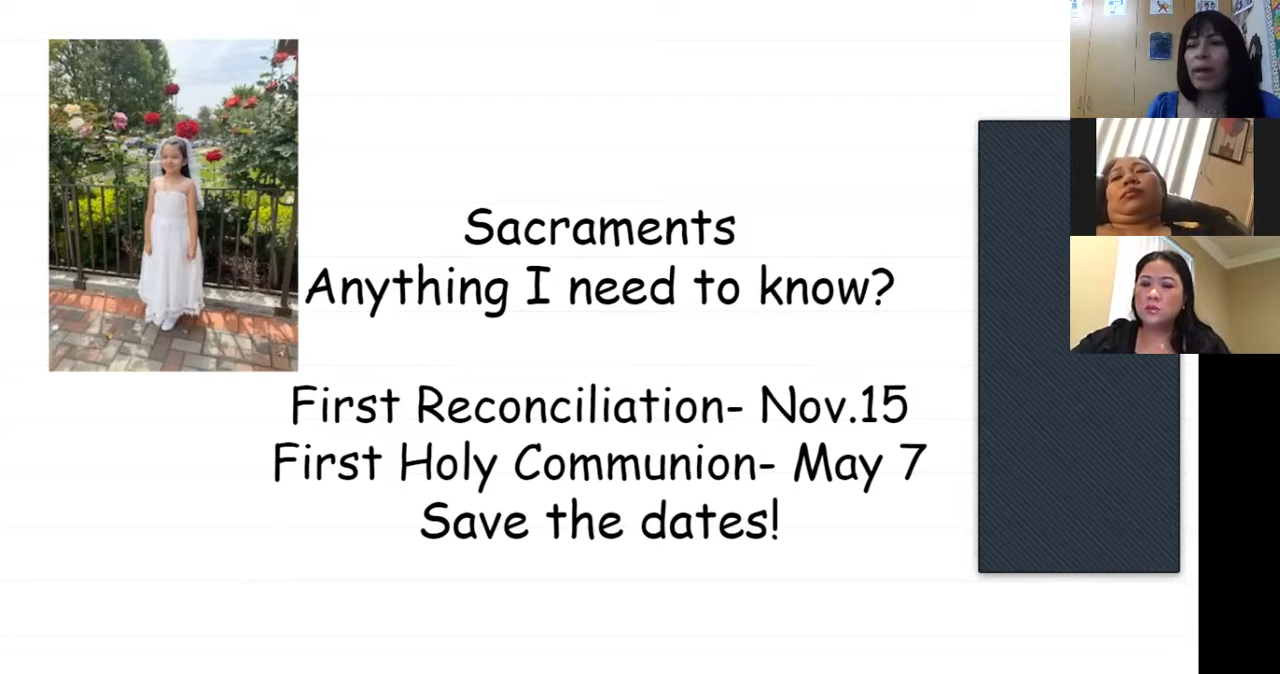 Sacraments
Anything I need to know?
First Reconciliation- Nov.15
First Holy Communion- May 7
Save the dates!